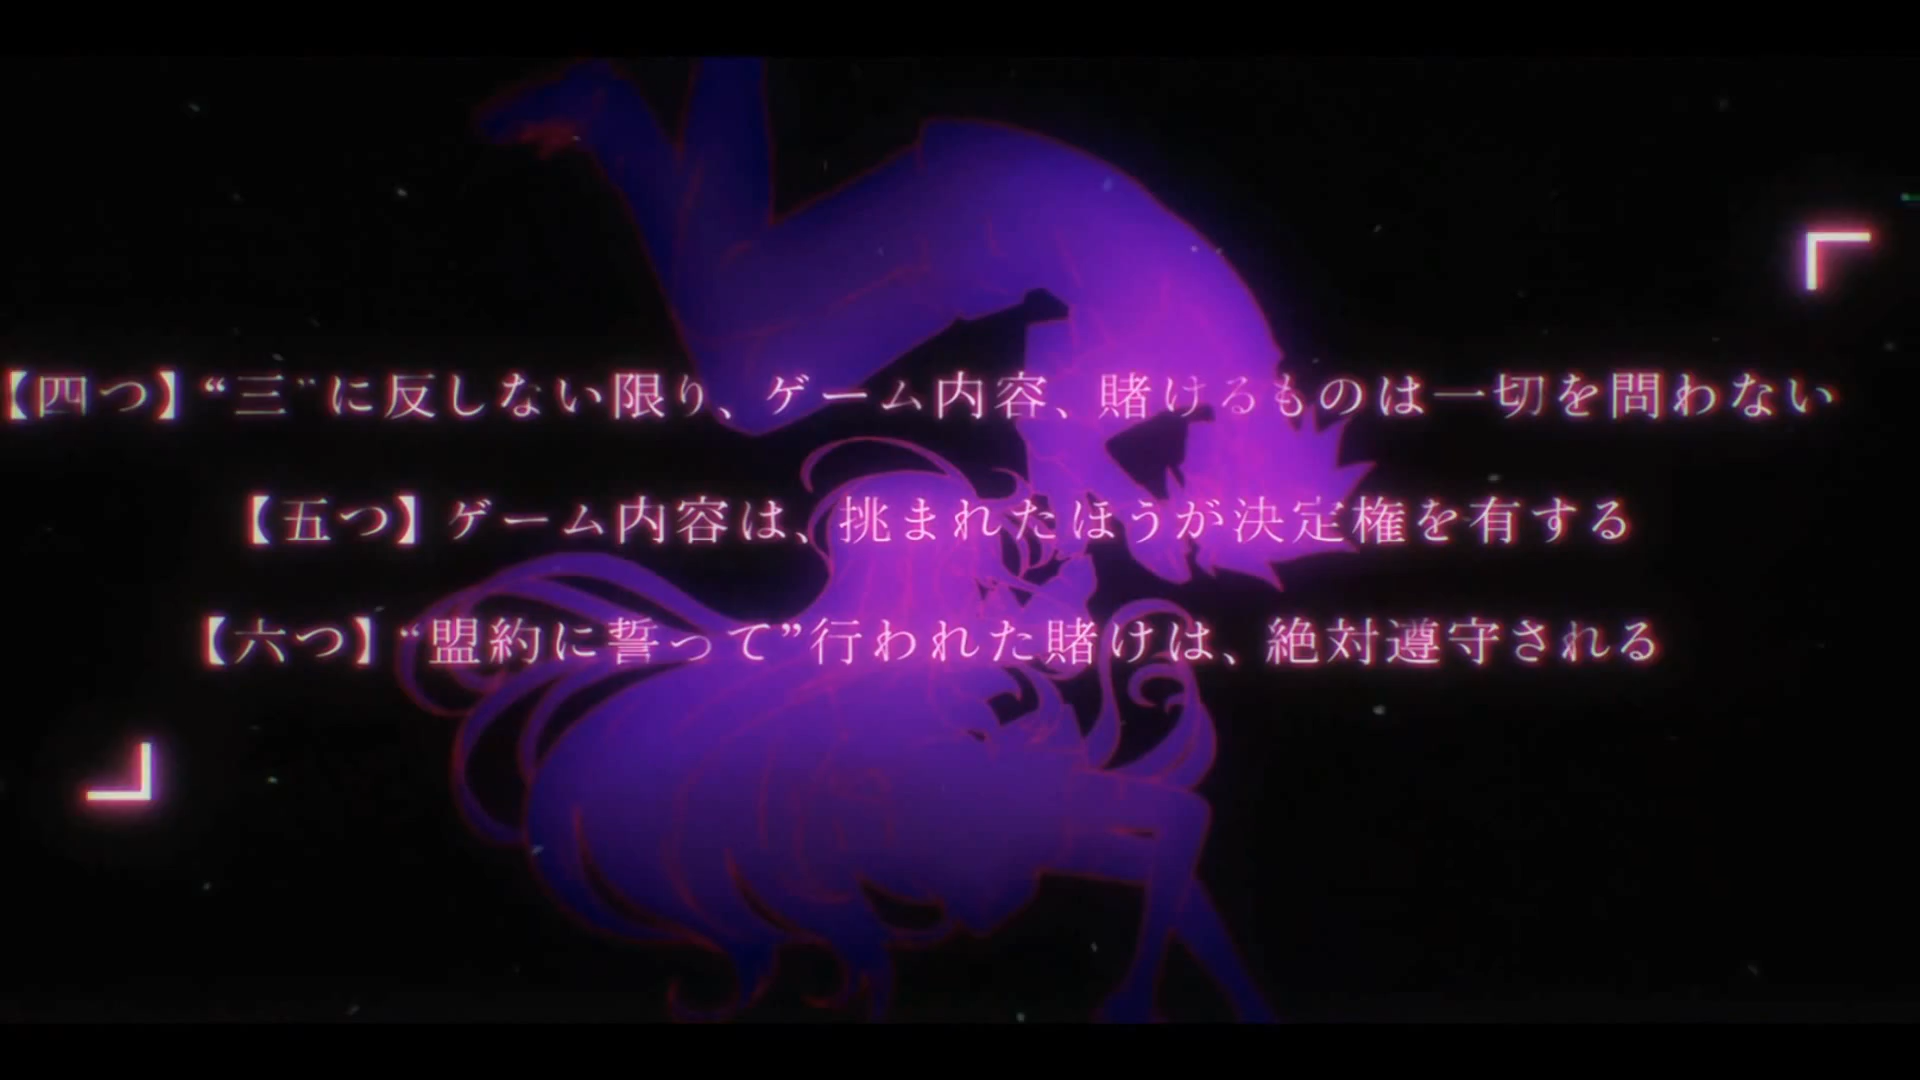 【四つ】“三”に反しない限り、ゲーム内容、賭けるものは一切を問わない
【五つ】ゲーム内容は、挑まれたほうが決定権を有する
【六つ】“盟約に誓って”行われた賭けは、絶対遵守される